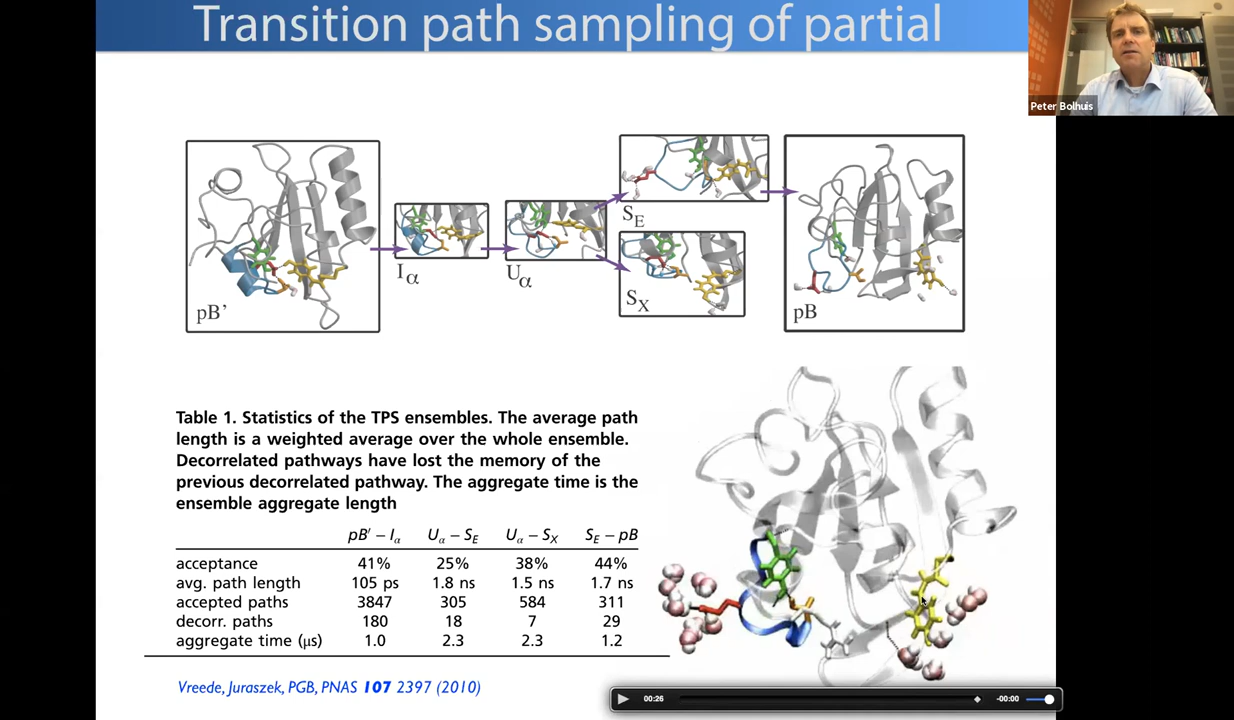 Transition path sampling of partial
Peter Bolhuis
pB'
Iα
Uα
SE
SX
pB
Table 1. Statistics of the TPS ensembles. The average path
length is a weighted average over the whole ensemble.
Decorrelated pathways have lost the memory of the
previous decorrelated pathway. The aggregate time is the
ensemble aggregate length
pB′ – Iα Uα – SE Uα – SX SE – pB
acceptance 41% 25% 38% 44%
avg. path length 105 ps 1.8 ns 1.5 ns 1.7 ns
accepted paths 3847 305 584 311
decorr. paths 180 18 7 29
aggregate time (μs) 1.0 2.3 2.3 1.2
Vreede, Juraszek, PGB, PNAS 107 2397 (2010)
00:26 -00:00